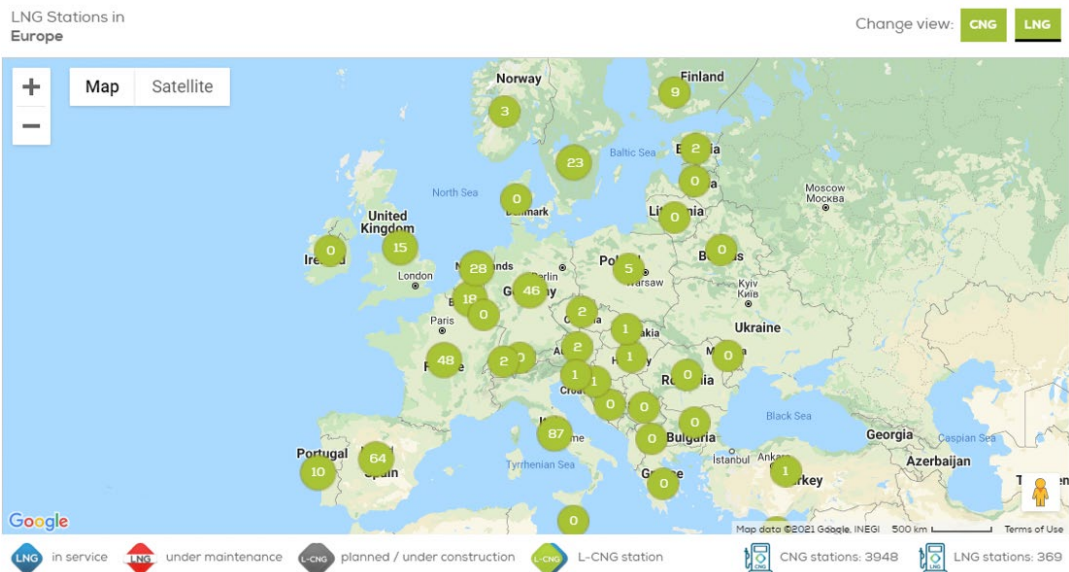 LNG Stations in
Europe
Change view: CNG LNG
+ Map Satellite
−
Norway
Finland
9
3
2
23
Baltic Sea
0
Moscow
Москва
North Sea
0
United
Kingdom
0
0
15
0
London
28
5
Warsaw
46
Kyiv
Київ
18
0
2
Paris
1
Ukraine
48
2
0
2
1
0
1
1
0
0
0
Black Sea
87
0
0
Bulgaria
Georgia
Caspian Sea
Portugal
64
Tyrrhenian Sea
Istanbul
Azerbaijan
10
0
1
0
Google
Map data ©2021 Google, INEGI 500 km Terms of Use
LNG in service LNG under maintenance L-CNG planned / under construction L-CNG L-CNG station CNG CNG stations: 3948 LNG LNG stations: 369